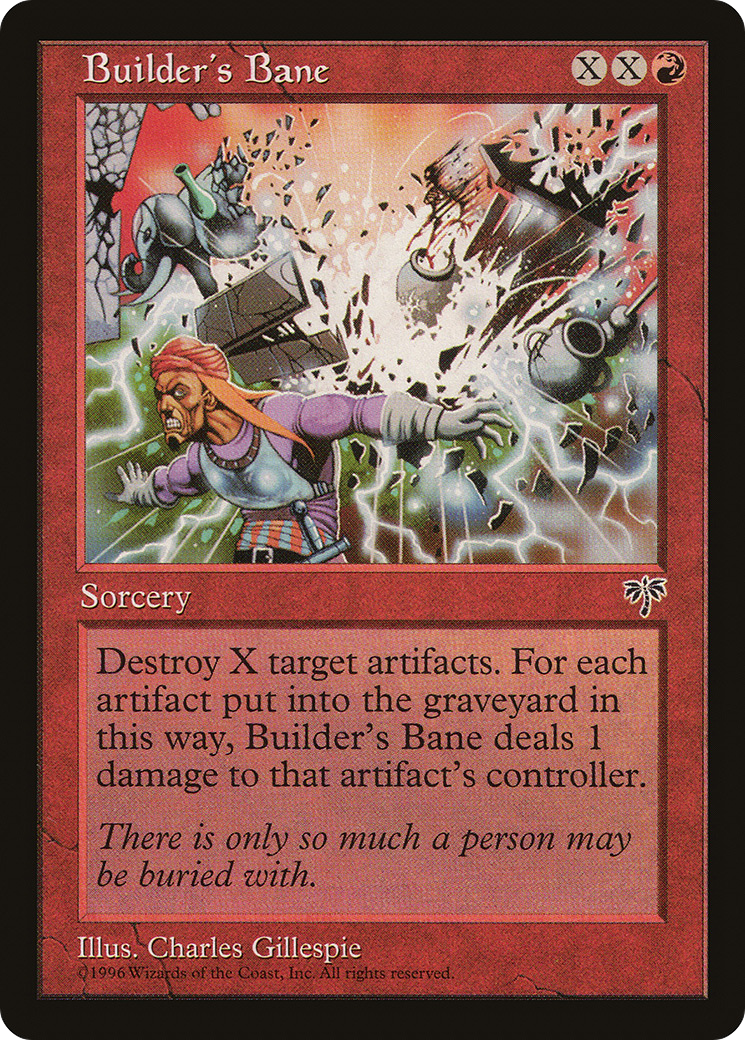 Builder's Bane
X X
Sorcery
Destroy X target artifacts. For each
artifact put into the graveyard in
this way, Builder's Bane deals 1
damage to that artifact's controller.
There is only so much a person may
be buried with.
Illus. Charles Gillespie
©1996 Wizards of the Coast, Inc. All rights reserved.